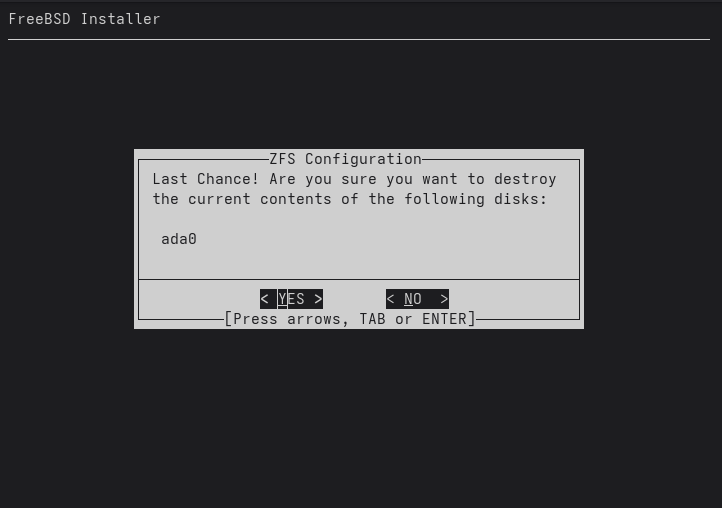 FreeBSD Installer
ZFS Configuration
Last Chance! Are you sure you want to destroy
the current contents of the following disks:
ada0
< YES > < NO >
[Press arrows, TAB or ENTER]